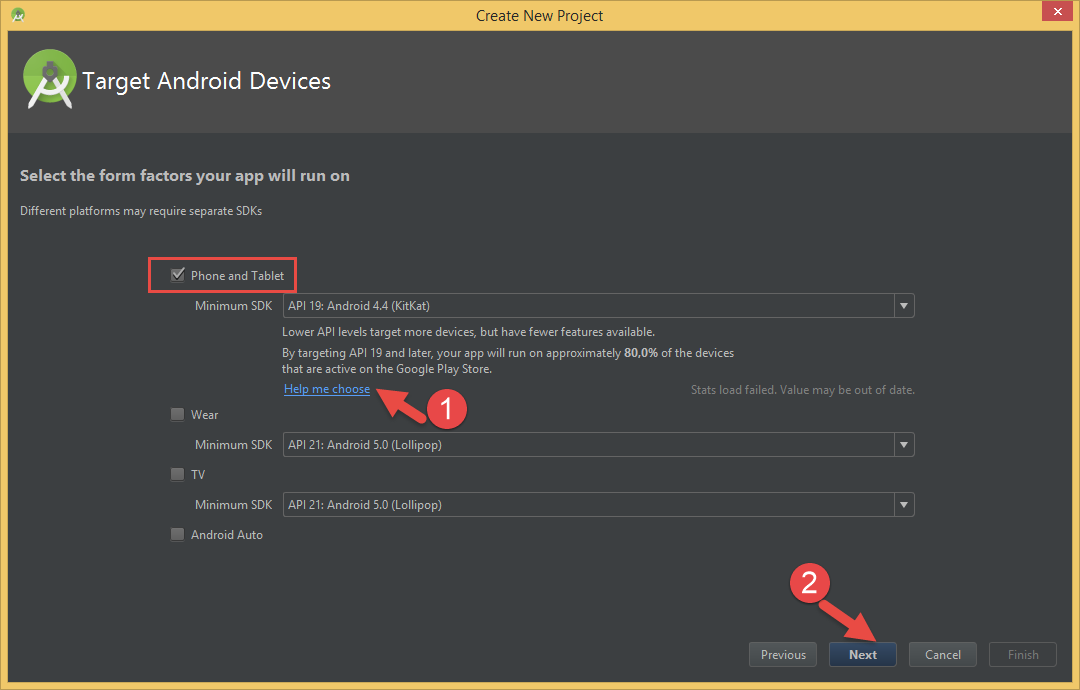 Create New Project
Target Android Devices
Select the form factors your app will run on
Different platforms may require separate SDKs
Phone and Tablet
Minimum SDK API 19: Android 4.4 (KitKat)
Lower API levels target more devices, but have fewer features available.
By targeting API 19 and later, your app will run on approximately 80,0% of the devices
that are active on the Google Play Store.
Help me choose
1
Stats load failed. Value may be out of date.
Wear
Minimum SDK API 21: Android 5.0 (Lollipop)
TV
Minimum SDK API 21: Android 5.0 (Lollipop)
Android Auto
2
Previous Next Cancel Finish